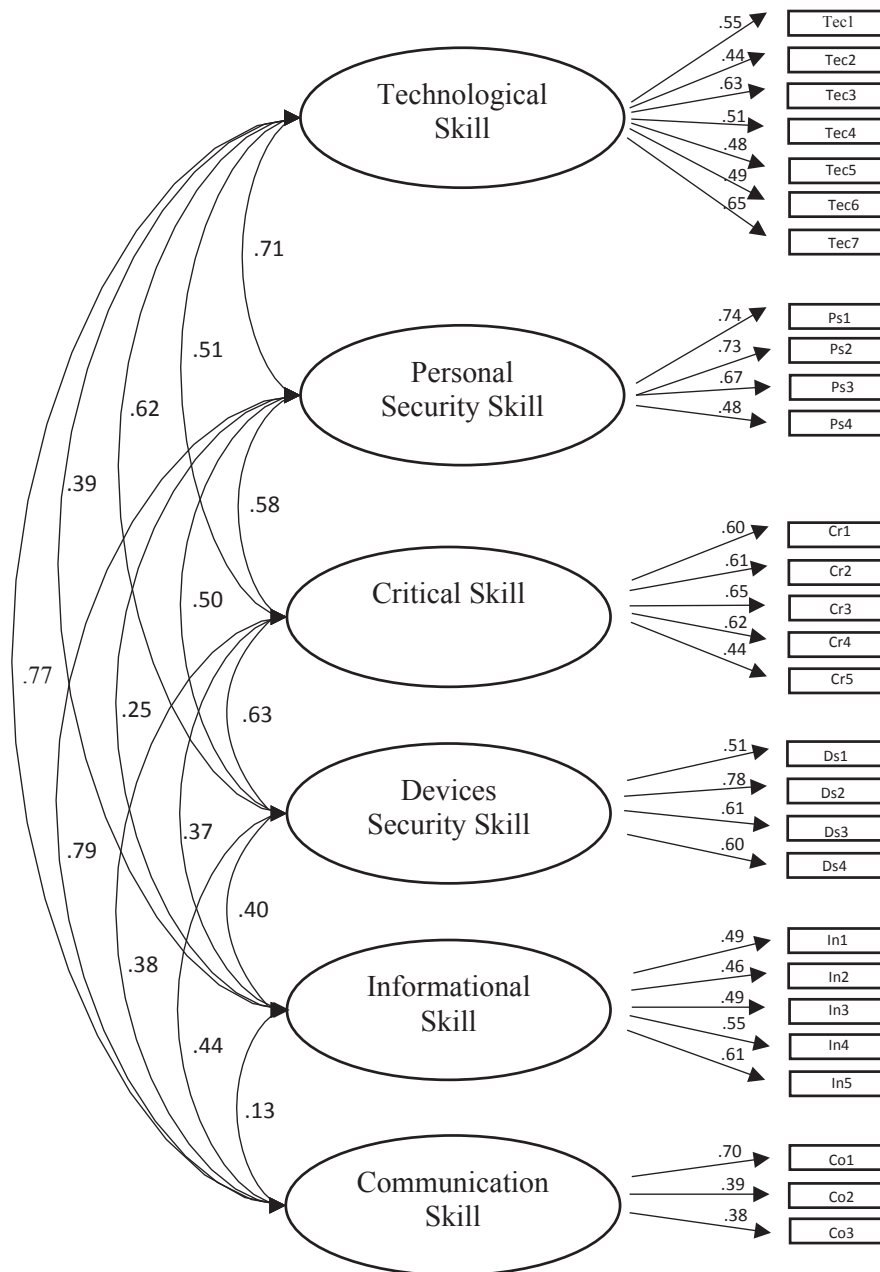 .55
Tec1
.44
Tec2
.63
Tec3
.51
Tec4
.48
Tec5
.49
Tec6
.65
Tec7
Technological
Skill
.71
.51
.62
.39
.77
.74
Ps1
.73
Ps2
.67
Ps3
.48
Ps4
Personal
Security Skill
.58
.50
.25
.79
.60
Cr1
.61
Cr2
.65
Cr3
.62
Cr4
.44
Cr5
Critical Skill
.63
.37
.38
.51
Ds1
.78
Ds2
.61
Ds3
.60
Ds4
Devices
Security Skill
.40
.44
.49
In1
.46
In2
.49
In3
.55
In4
.61
In5
Informational
Skill
.13
.70
Co1
.39
Co2
.38
Co3
Communication
Skill